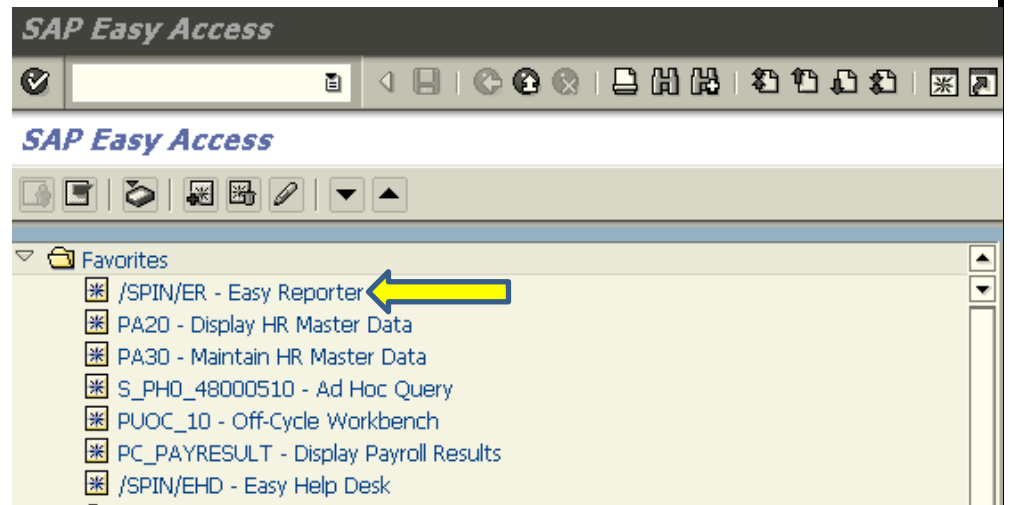 SAP Easy Access
SAP Easy Access
Favorites
/SPIN/ER - Easy Reporter
PA20 - Display HR Master Data
PA30 - Maintain HR Master Data
S_PH0_48000510 - Ad Hoc Query
PUOC_10 - Off-Cycle Workbench
PC_PAYRESULT - Display Payroll Results
/SPIN/EHD - Easy Help Desk